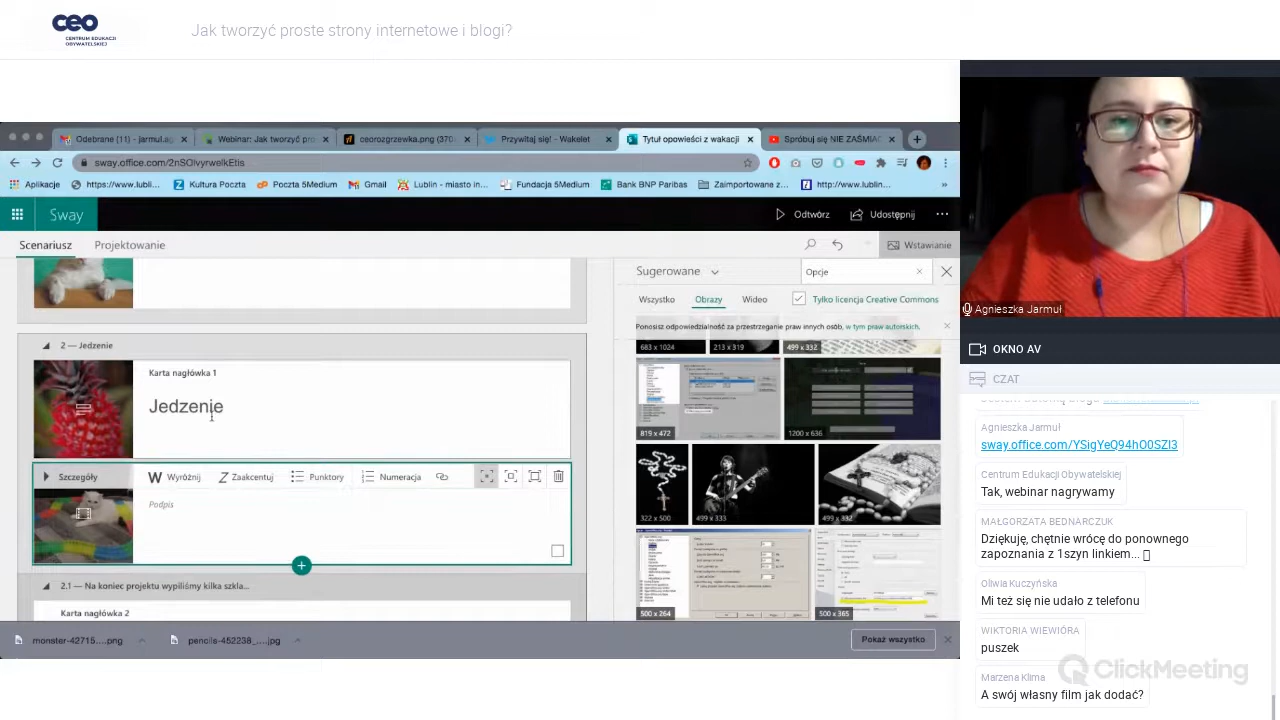 ceo
CENTRUM EDUKACJI
OBYWATELSKIEJ
Jak tworzyć proste strony internetowe i blogi?
Odebrane (11) - jarmul.ag
Webinar: Jak tworzyć pro
ceorozgrzewka.png (370×
Przywitaj się! - Wakelet
Tytuł opowieści z wakacji
Spróbuj się NIE ZAŚMIAĆ
Aplikacje
https://www.lubli...
Kultura Poczta
Poczta 5Medium
Gmail
Lublin - miasto in...
Fundacja 5Medium
Bank BNP Paribas
Zaimportowane z...
http://www.lublin...
»
Sway
Odtwórz
Udostępnij
...
Scenariusz
Projektowanie
Wstawianie
Sugerowane
Opcje
Wszystko
Obrazy
Wideo
Tylko licencja Creative Commons
Ponosisz odpowiedzialność za przestrzeganie praw innych osób, w tym praw autorskich.
683 x 1024
213 x 319
499 x 332
2 — Jedzenie
Karta nagłówka 1
Jedzenie
819 x 472
1200 x 636
Szczegóły
Wyróżnij
Zaakcentuj
Punktory
Numeracja
Podpis
322 x 500
499 x 333
499 x 332
2.1 — Na koniec projektu wypiliśmy kilka szkla...
Karta nagłówka 2
500 x 264
500 x 365
monster-42715....png
pencils-452238_....jpg
Pokaż wszystko
Agnieszka Jarmuł
OKNO AV
CZAT
Agnieszka Jarmuł
sway.office.com/YSigYeQ94hO0SZI3
Centrum Edukacji Obywatelskiej
Tak, webinar nagrywamy
MAŁGORZATA BEDNARCZUK
Dziękuję, chętnie wrócę do ponownego
zapoznania z 1szyn linkiem...
Oliwia Kuczyńska
Mi też się nie udało z telefonu
WIKTORIA WIEWIÓRA
puszek
Marzena Klima
A swój własny film jak dodać?
ClickMeeting